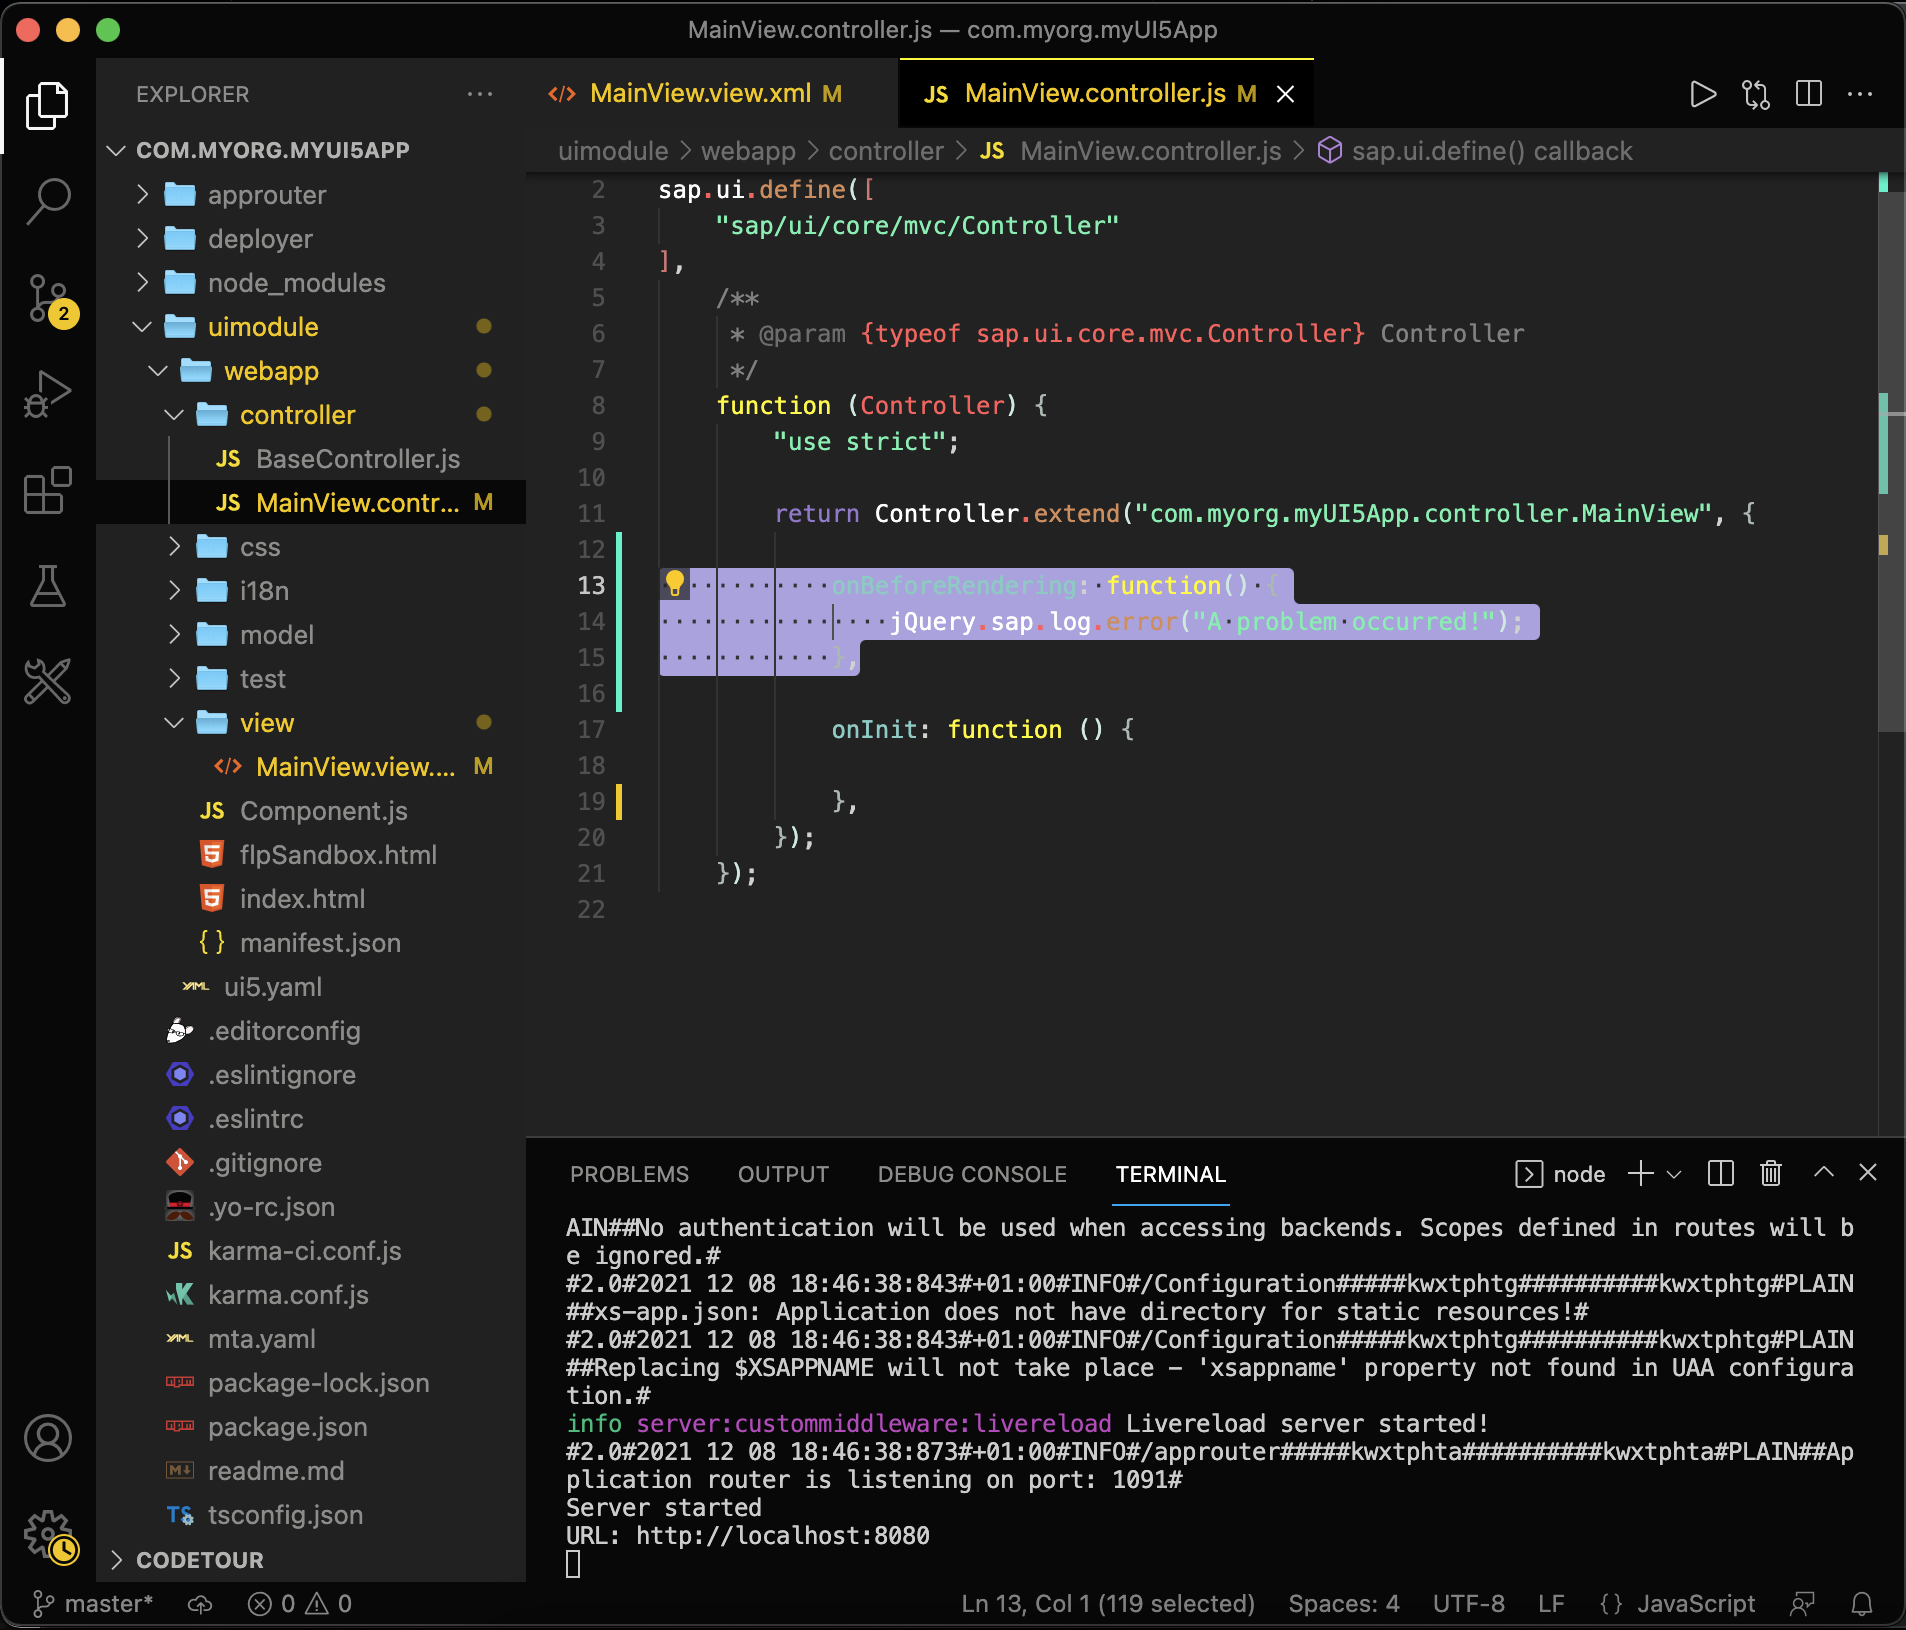 MainView.controller.js — com.myorg.myUI5App
EXPLORER
COM.MYORG.MYUI5APP
approuter
deployer
node_modules
uimodule
webapp
controller
JS BaseController.js
JS MainView.contr... M
css
i18n
model
test
view
</> MainView.view.... M
JS Component.js
flpSandbox.html
index.html
{ } manifest.json
YAML ui5.yaml
.editorconfig
.eslintignore
.eslintrc
.gitignore
.yo-rc.json
JS karma-ci.conf.js
K karma.conf.js
YAML mta.yaml
package-lock.json
package.json
M↓ readme.md
TS tsconfig.json
CODETOUR
2
</> MainView.view.xml M
JS MainView.controller.js M
uimodule > webapp > controller > JS MainView.controller.js > sap.ui.define() callback
2 sap.ui.define([
3 "sap/ui/core/mvc/Controller"
4 ],
5 /**
6 * @param {typeof sap.ui.core.mvc.Controller} Controller
7 */
8 function (Controller) {
9 "use strict";
10
11 return Controller.extend("com.myorg.myUI5App.controller.MainView", {
12
13 onBeforeRendering: function() {
14 jQuery.sap.log.error("A problem occurred!");
15 },
16
17 onInit: function () {
18
19 },
20 });
21 });
22
PROBLEMS OUTPUT DEBUG CONSOLE TERMINAL node
AIN##No authentication will be used when accessing backends. Scopes defined in routes will b
e ignored.#
#2.0#2021 12 08 18:46:38:843#+01:00#INFO#/Configuration#####kwxtphtg##########kwxtphtg#PLAIN
##xs-app.json: Application does not have directory for static resources!#
#2.0#2021 12 08 18:46:38:843#+01:00#INFO#/Configuration#####kwxtphtg##########kwxtphtg#PLAIN
##Replacing $XSAPPNAME will not take place - 'xsappname' property not found in UAA configura
tion.#
info server:custommiddleware:livereload Livereload server started!
#2.0#2021 12 08 18:46:38:873#+01:00#INFO#/approuter#####kwxtphta##########kwxtphta#PLAIN##Ap
plication router is listening on port: 1091#
Server started
URL: http://localhost:8080
master* 0 0 Ln 13, Col 1 (119 selected) Spaces: 4 UTF-8 LF {} JavaScript